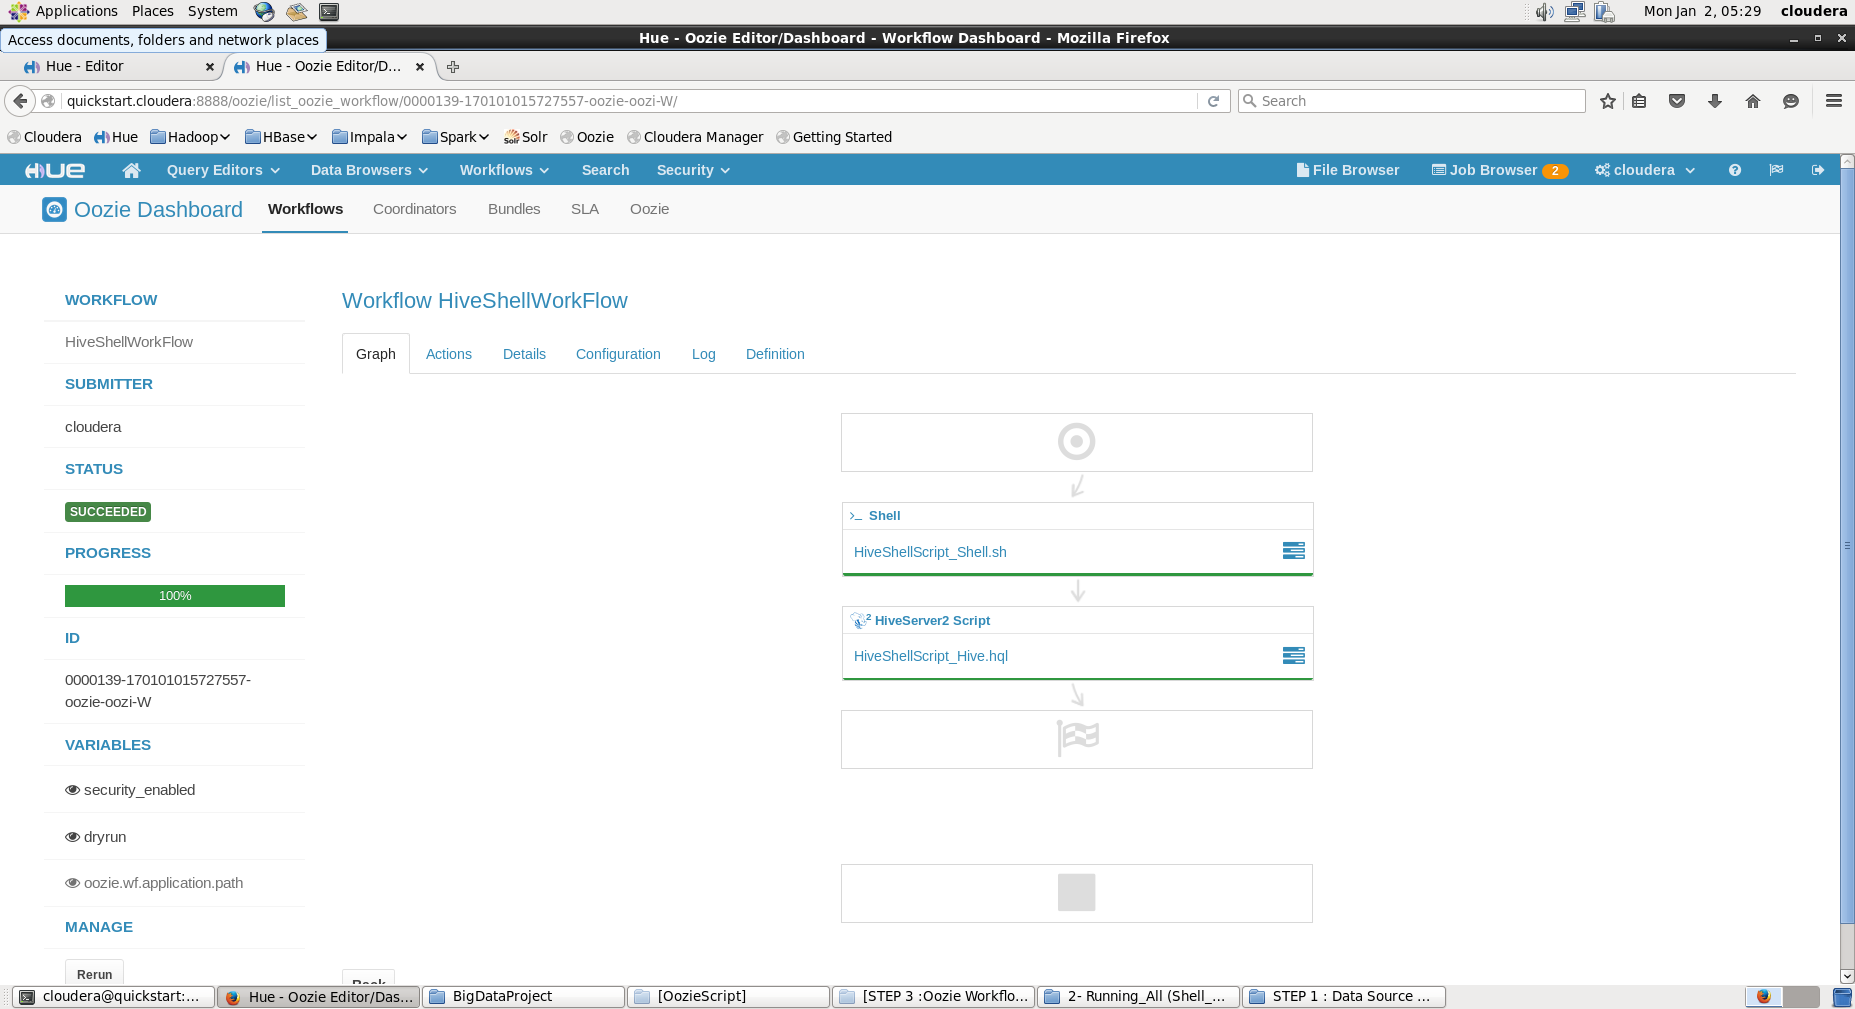 Applications Places System Mon Jan 2, 05:29 cloudera
Access documents, folders and network places
Hue - Oozie Editor/Dashboard - Workflow Dashboard - Mozilla Firefox
Hue - Editor Hue - Oozie Editor/D...
quickstart.cloudera:8888/oozie/list_oozie_workflow/0000139-170101015727557-oozie-oozi-W/ Search
Cloudera Hue Hadoop HBase Impala Spark Solr Solr Oozie Cloudera Manager Getting Started
HUE Query Editors Data Browsers Workflows Search Security File Browser Job Browser 2 cloudera
Oozie Dashboard Workflows Coordinators Bundles SLA Oozie
WORKFLOW
HiveShellWorkFlow
SUBMITTER
cloudera
STATUS
SUCCEEDED
PROGRESS
100%
ID
0000139-170101015727557-
oozie-oozi-W
VARIABLES
security_enabled
dryrun
oozie.wf.application.path
MANAGE
Rerun
Workflow HiveShellWorkFlow
Graph Actions Details Configuration Log Definition
>_ Shell
HiveShellScript_Shell.sh
2 HiveServer2 Script
HiveShellScript_Hive.hql
Back
cloudera@quickstart:... Hue - Oozie Editor/Das... BigDataProject [OozieScript] [STEP 3 :Oozie Workflo... 2- Running_All (Shell_... STEP 1 : Data Source ...